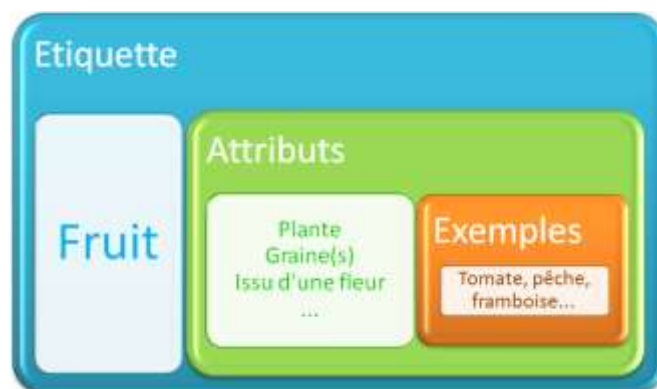 Etiquette
Fruit
Attributs
Plante
Graine(s)
Issu d'une fleur
...
Exemples
Tomate, pêche,
framboise...